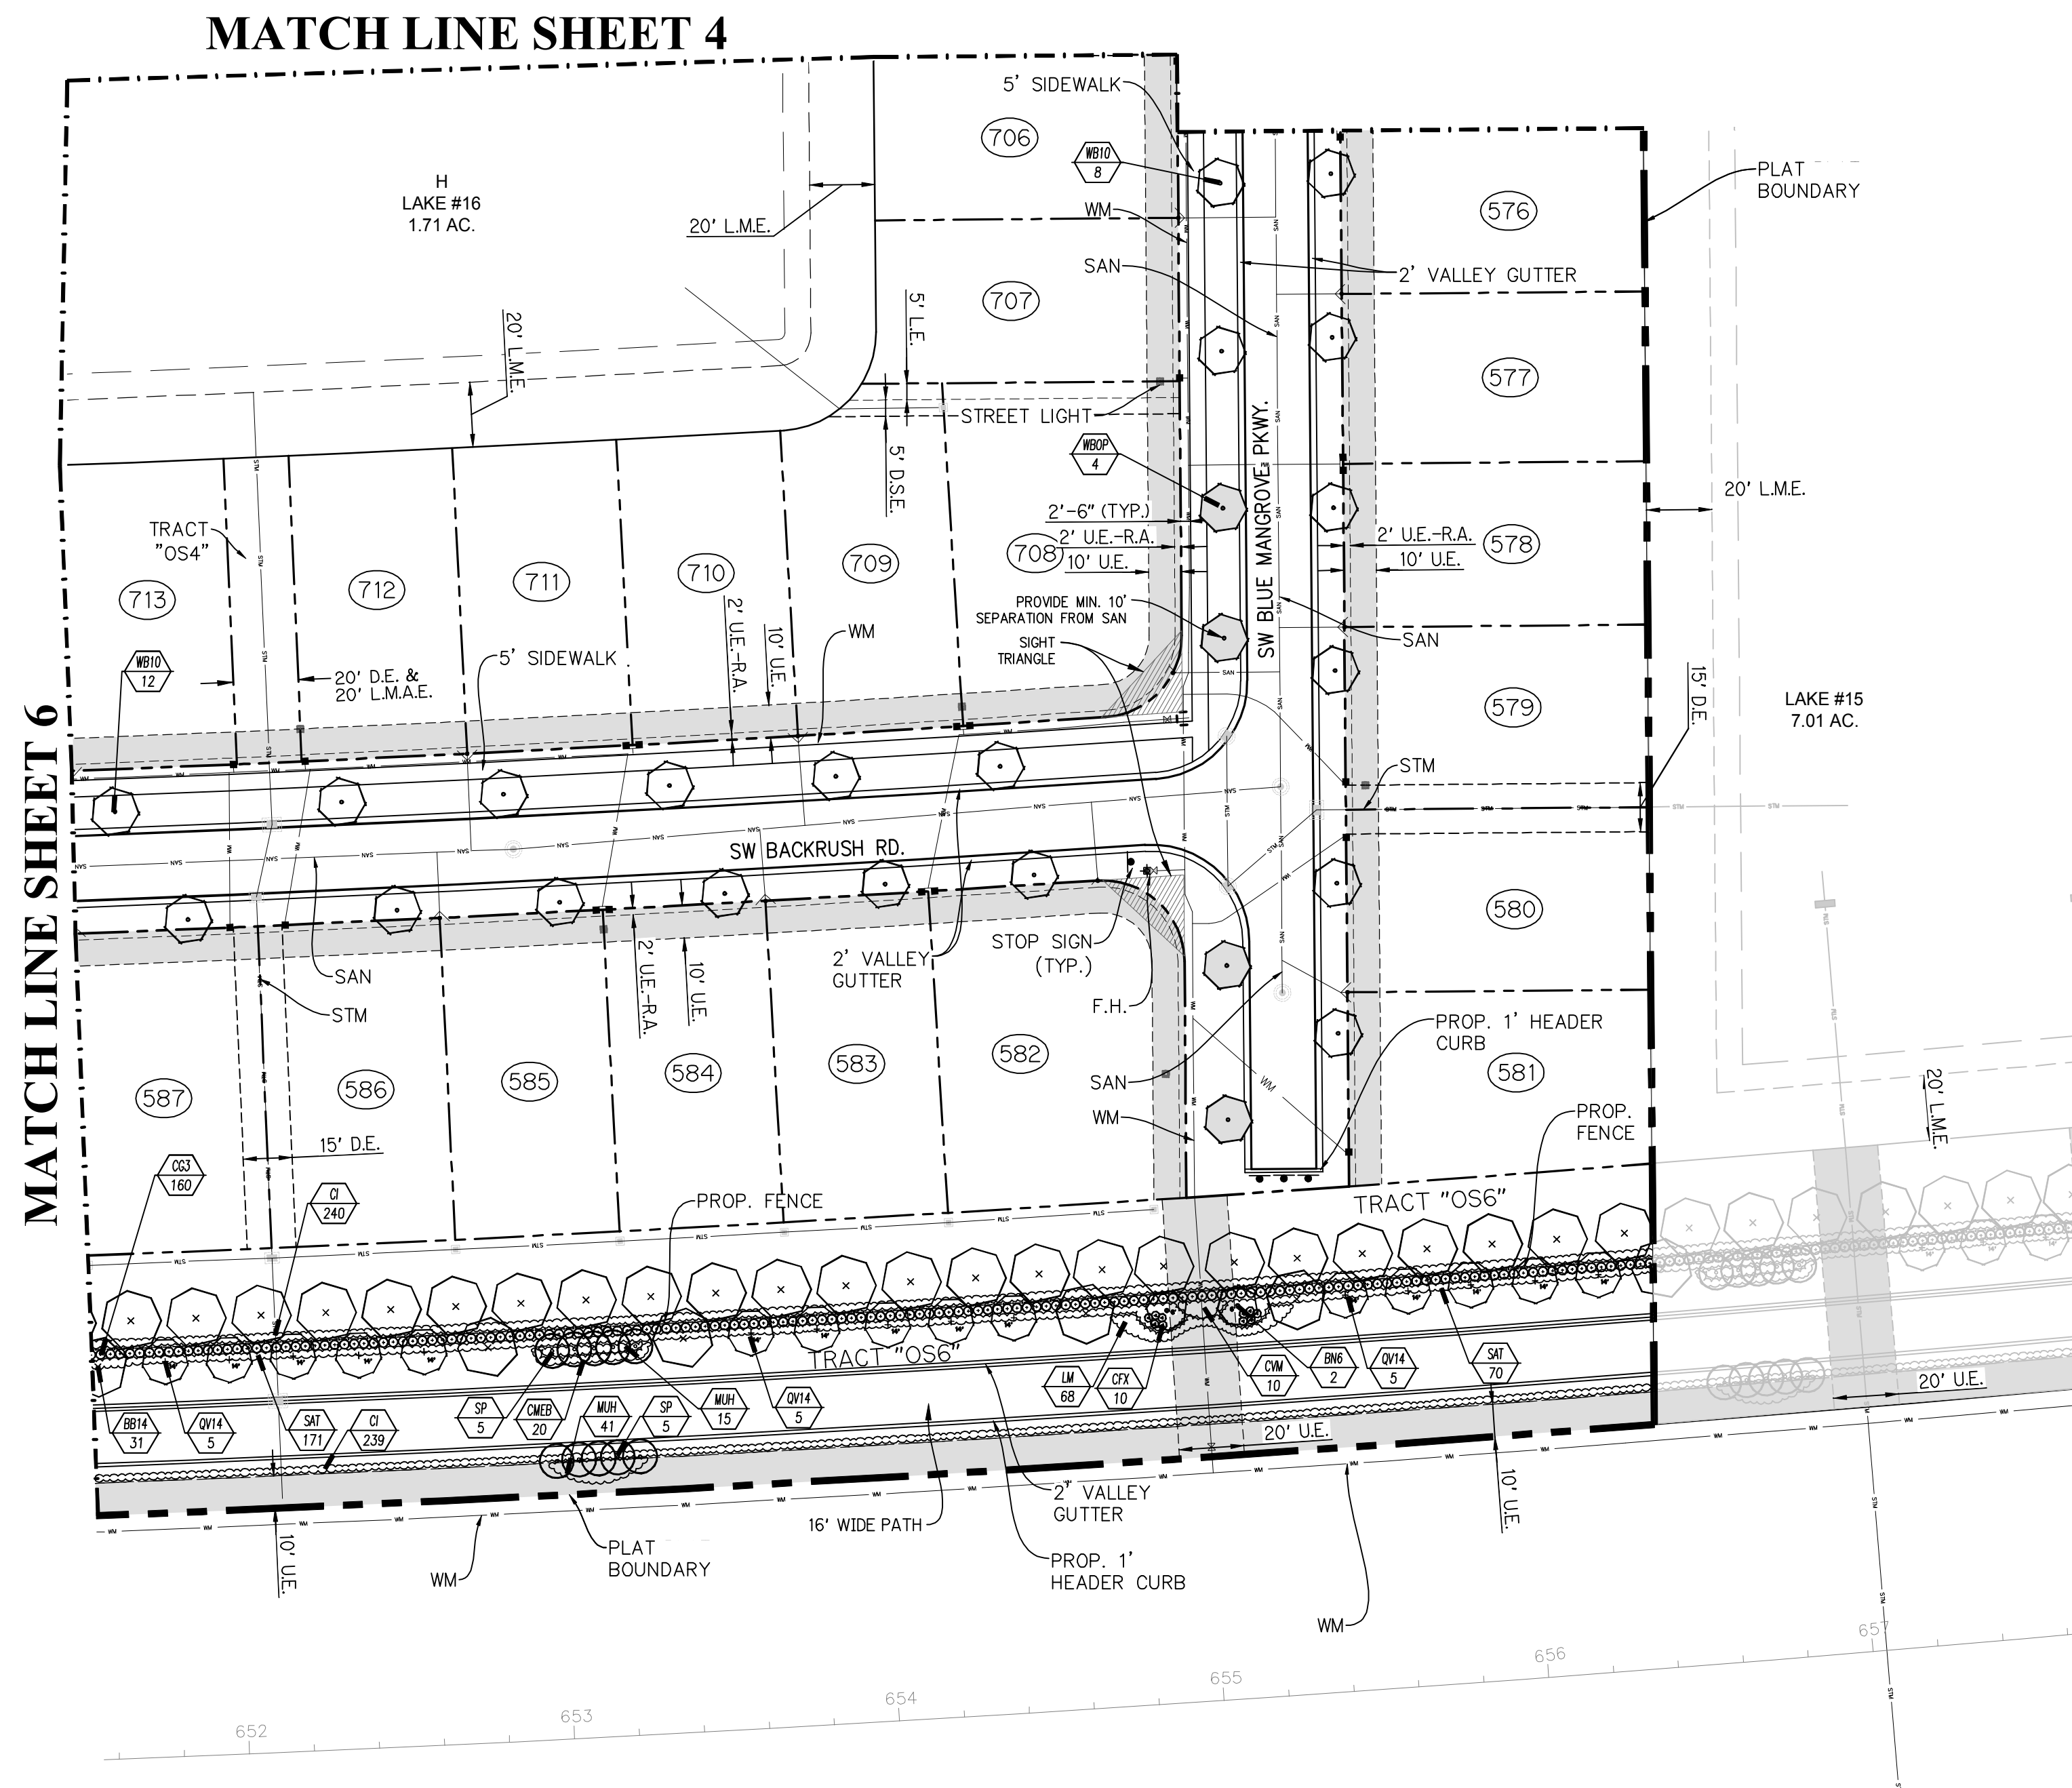 MATCH LINE SHEET 4
5' SIDEWALK
706
WB10
8
PLAT
BOUNDARY
H
LAKE #16
1.71 AC.
20' L.M.E.
WM
576
SAN
2' VALLEY GUTTER
707
5' L.E.
20' L.M.E.
577
STREET LIGHT
WBOP
4
5' D.S.E.
SW BLUE MANGROVE PKWY.
20' L.M.E.
TRACT
"OS4"
2'-6" (TYP.)
708
2' U.E.-R.A.
10' U.E.
2' U.E.-R.A.
10' U.E.
578
713
712
711
710
709
PROVIDE MIN. 10'
SEPARATION FROM SAN
SIGHT
TRIANGLE
SAN
WB10
12
20' D.E. &
20' L.M.A.E.
5' SIDEWALK
2' U.E.-R.A.
10' U.E.
WM
579
15' D.E.
LAKE #15
7.01 AC.
STM
MATCH LINE SHEET 6
SW BACKRUSH RD.
580
STOP SIGN
(TYP.)
2' VALLEY
GUTTER
SAN
STM
2' U.E.-R.A.
10' U.E.
F.H.
PROP. 1' HEADER
CURB
587
586
585
584
583
582
SAN
WM
WM
581
20' L.M.E.
PROP.
FENCE
15' D.E.
CG3
160
CI
240
PROP. FENCE
TRACT "OS6"
TRACT "OS6"
BB14
31
QV14
5
SAT
171
CI
239
SP
5
CMEB
20
MUH
41
SP
5
MUH
15
QV14
5
LM
68
CFX
10
CVM
10
BN6
2
QV14
5
SAT
70
20' U.E.
20' U.E.
10' U.E.
10' U.E.
WM
PLAT
BOUNDARY
16' WIDE PATH
2' VALLEY
GUTTER
PROP. 1'
HEADER CURB
WM
652
653
654
655
656
657